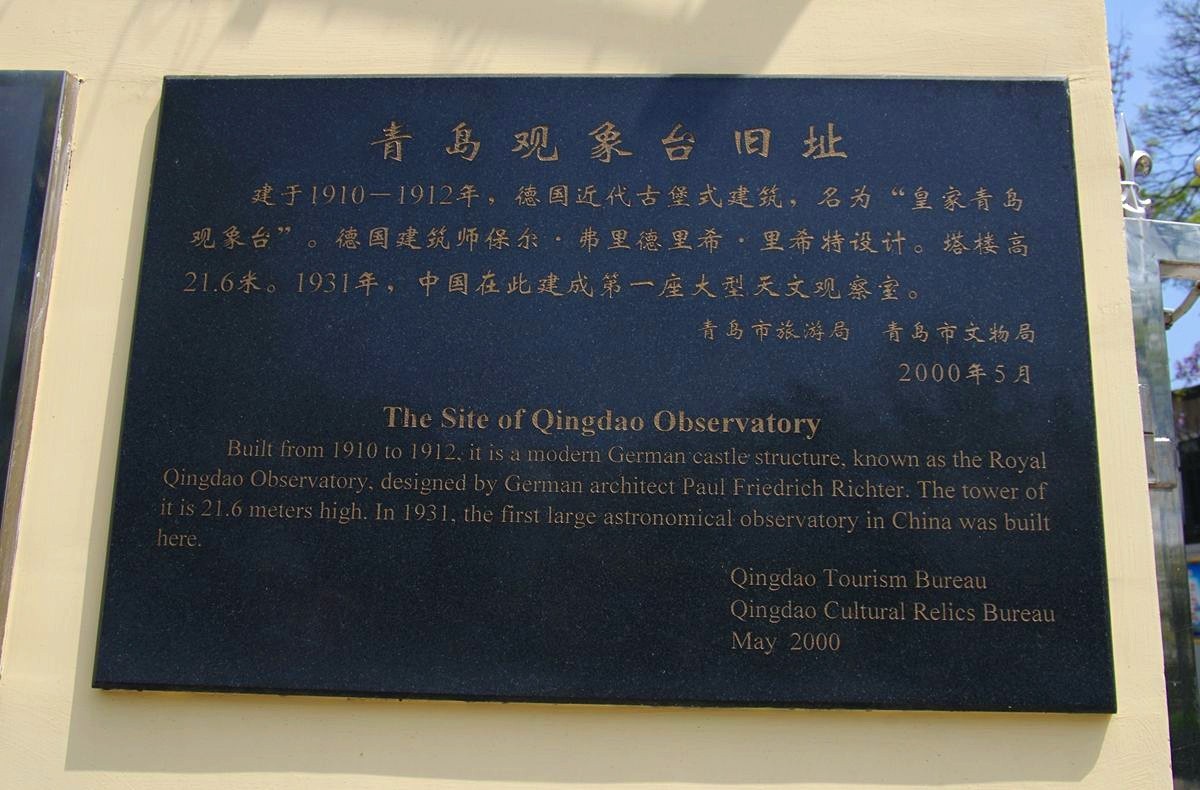 青岛观象台旧址
建于1910－1912年，德国近代古堡式建筑，名为“皇家青岛
观象台”。德国建筑师保尔·弗里德里希·里希特设计。塔楼高
21.6米。1931年，中国在此建成第一座大型天文观察室。
青岛市旅游局 青岛市文物局
2000年5月
The Site of Qingdao Observatory
Built from 1910 to 1912, it is a modern German castle structure, known as the Royal
Qingdao Observatory, designed by German architect Paul Friedrich Richter. The tower of
it is 21.6 meters high. In 1931, the first large astronomical observatory in China was built
here.
Qingdao Tourism Bureau
Qingdao Cultural Relics Bureau
May 2000